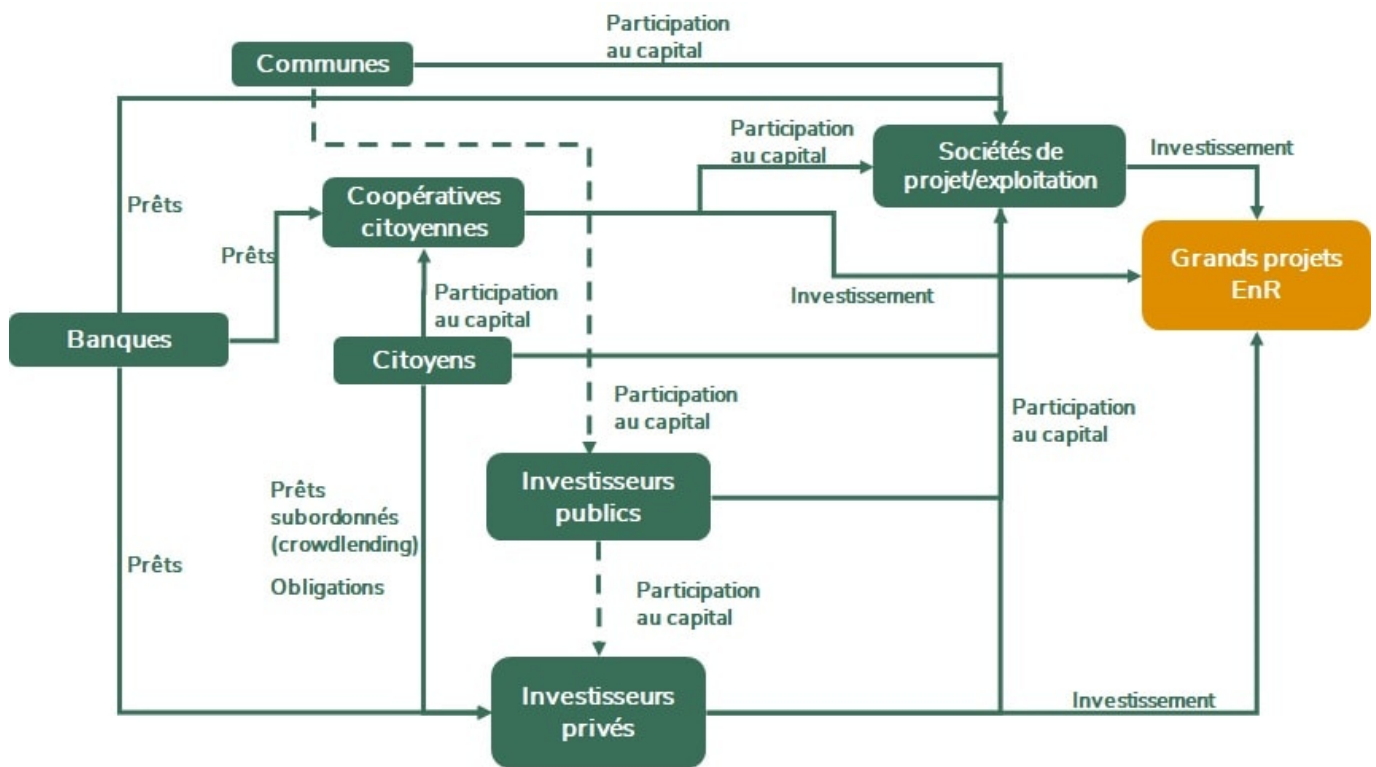 Participation
au capital
Communes
Participation
au capital
Sociétés de
projet/exploitation
Investissement
Prêts
Coopératives
citoyennes
Prêts
Grands projets
EnR
Participation
au capital
Investissement
Banques
Citoyens
Participation
au capital
Participation
au capital
Investisseurs
publics
Prêts
subordonnés
(crowdlending)
Obligations
Prêts
Participation
au capital
Investisseurs
privés
Investissement